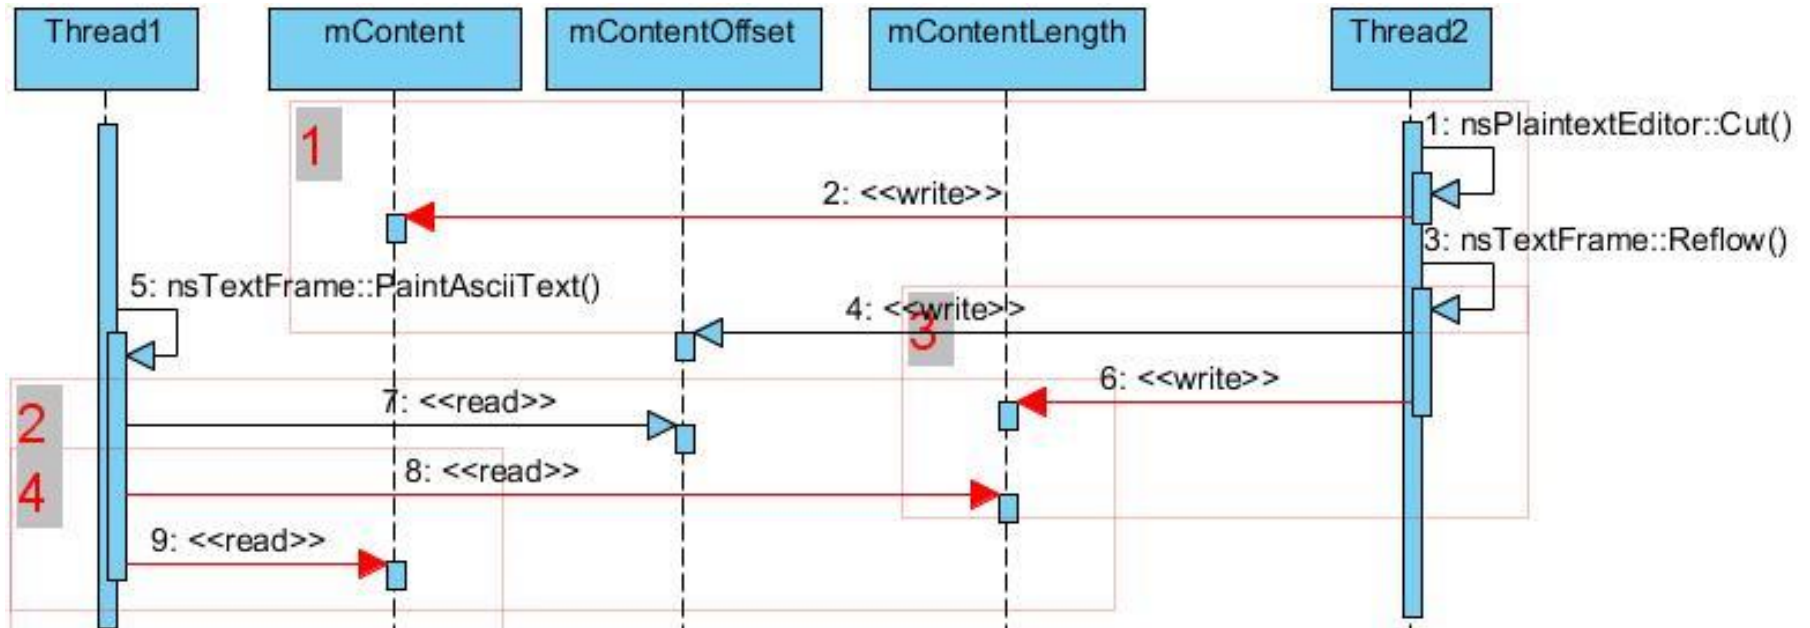 Thread1
mContent
mContentOffset
mContentLength
Thread2
1
1: nsPlaintextEditor::Cut()
2: <<write>>
3: nsTextFrame::Reflow()
5: nsTextFrame::PaintAsciiText()
4: <<write>>
3
6: <<write>>
2
7: <<read>>
4
8: <<read>>
9: <<read>>